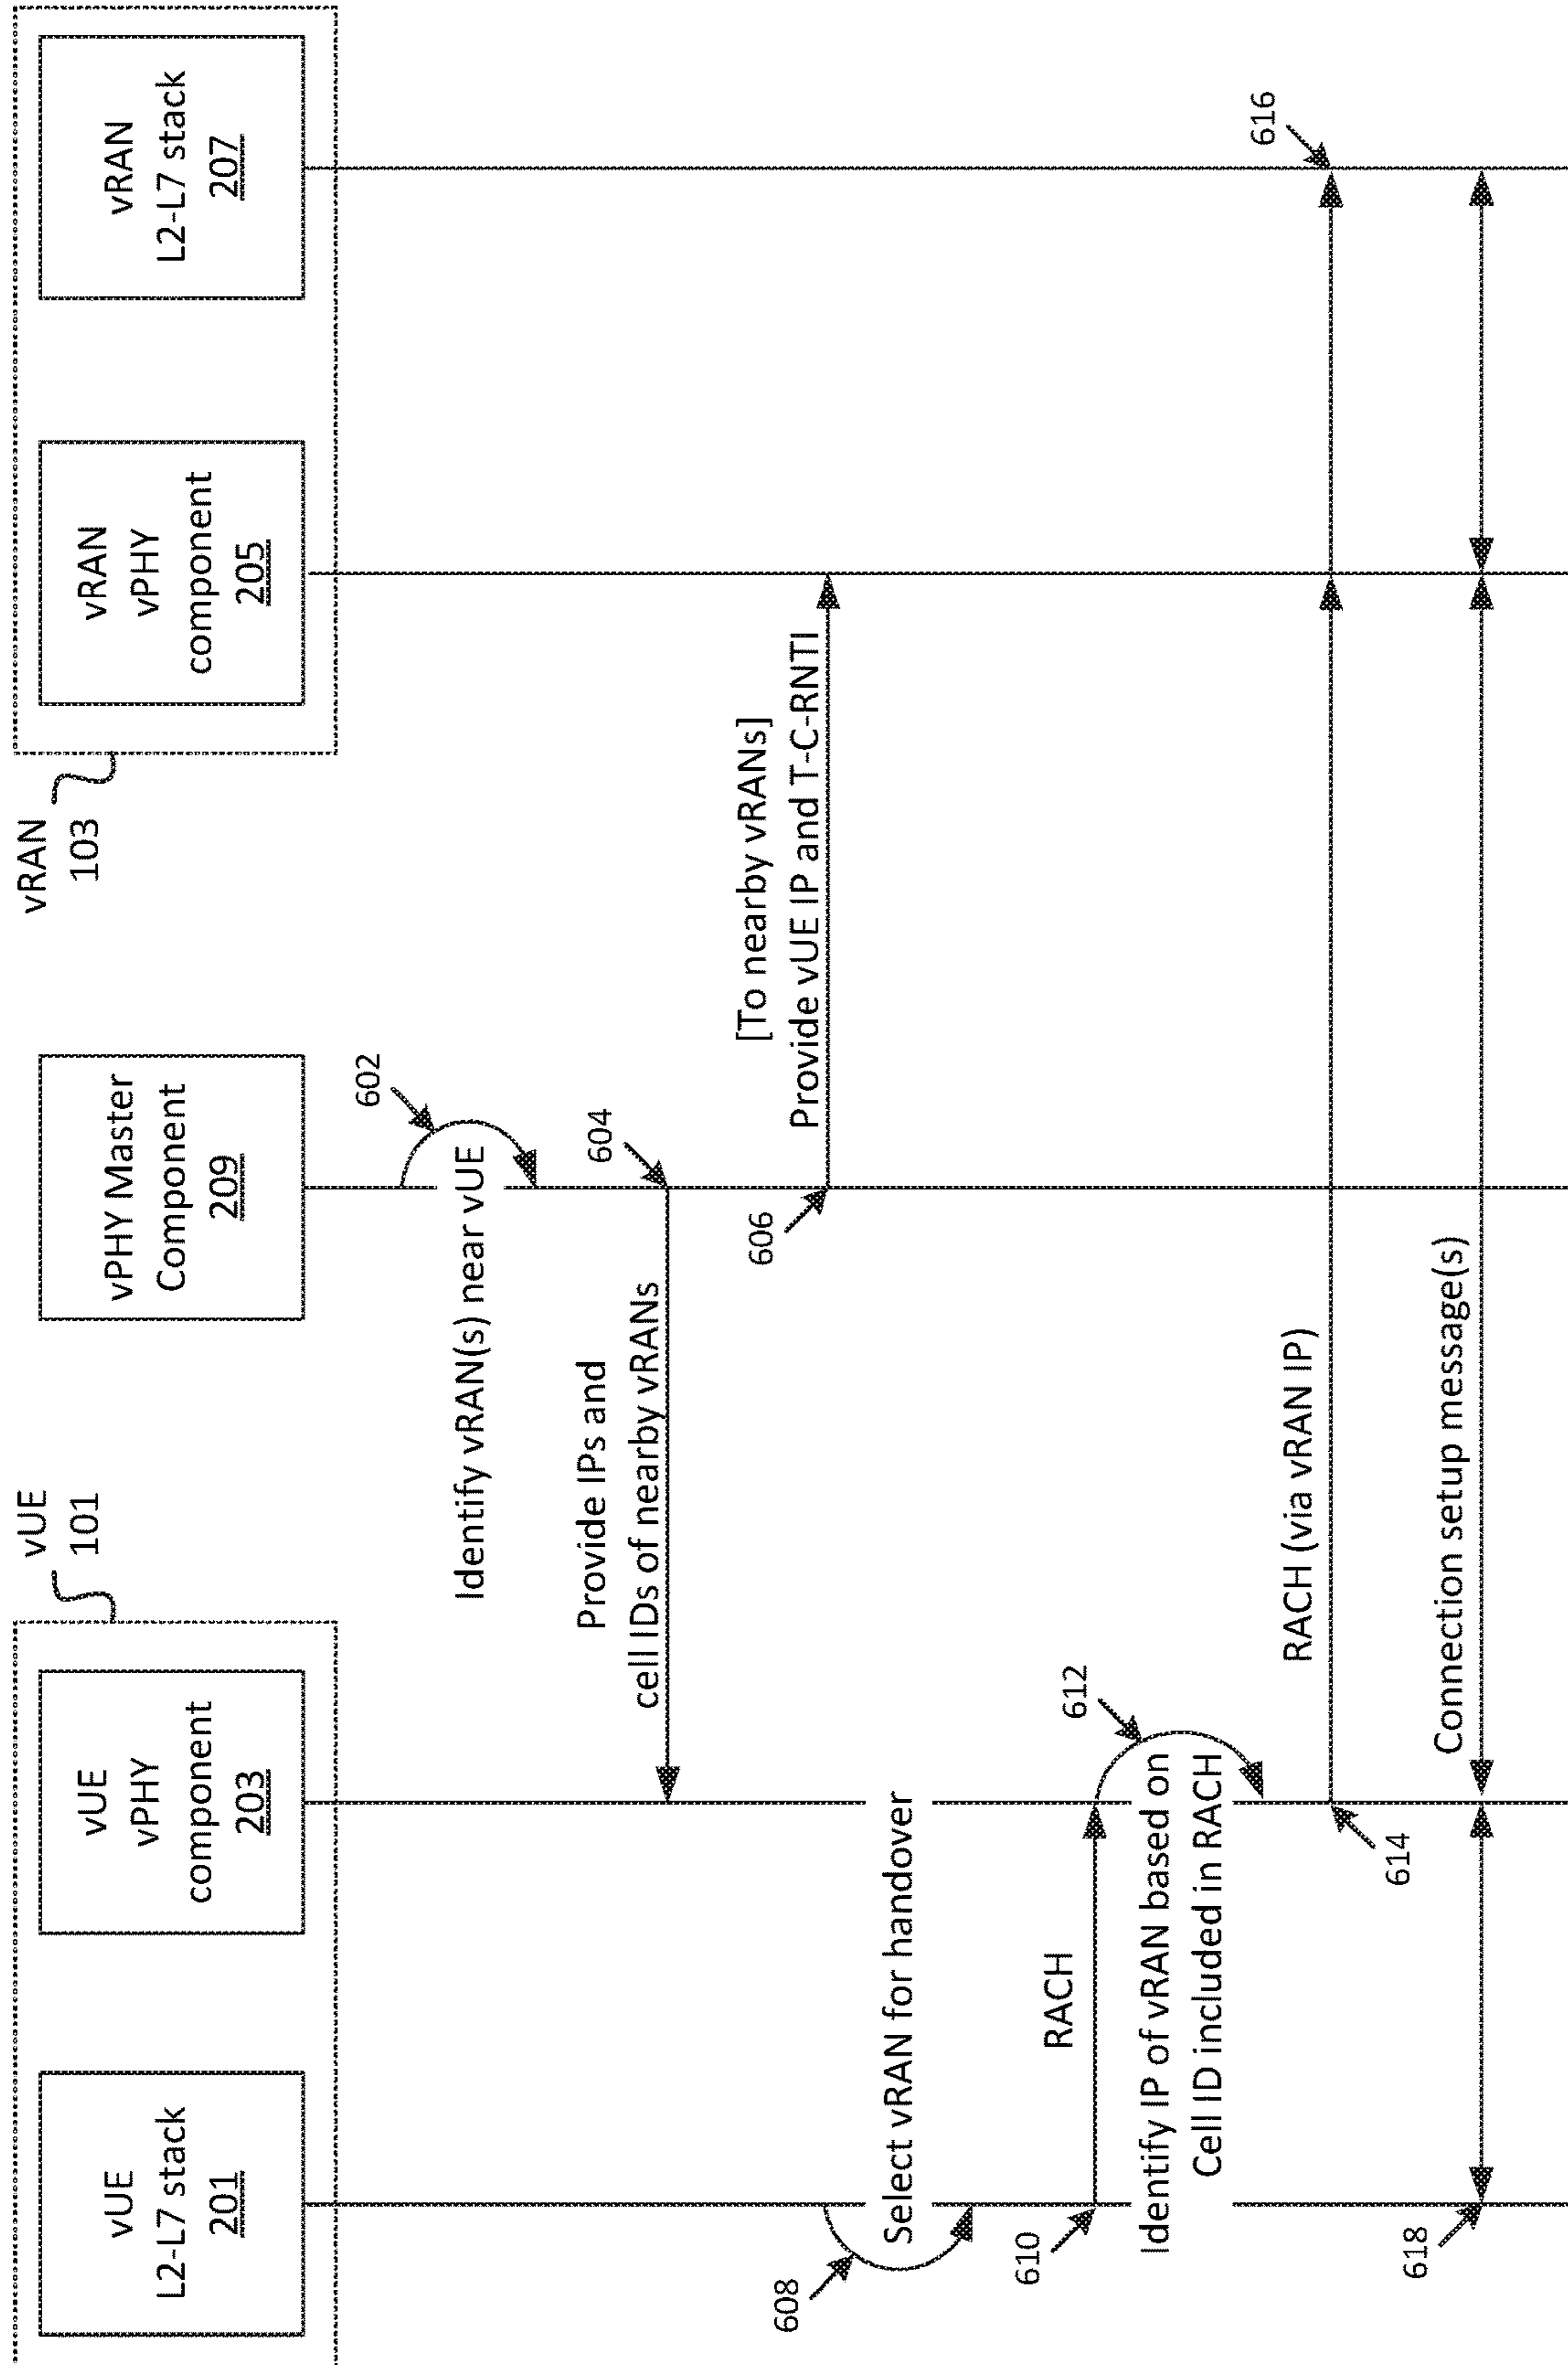 vUE
101
vRAN
103
vUE
L2-L7 stack
201
vUE
vPHY
component
203
vPHY Master
Component
209
vRAN
vPHY
component
205
vRAN
L2-L7 stack
207
602
Identify vRAN(s) near vUE
604
Provide IPs and
cell IDs of nearby vRANs
606
[To nearby vRANs]
Provide vUE IP and T-C-RNTI
608
Select vRAN for handover
610
RACH
612
Identify IP of vRAN based on
Cell ID included in RACH
614
RACH (via vRAN IP)
616
618
Connection setup message(s)